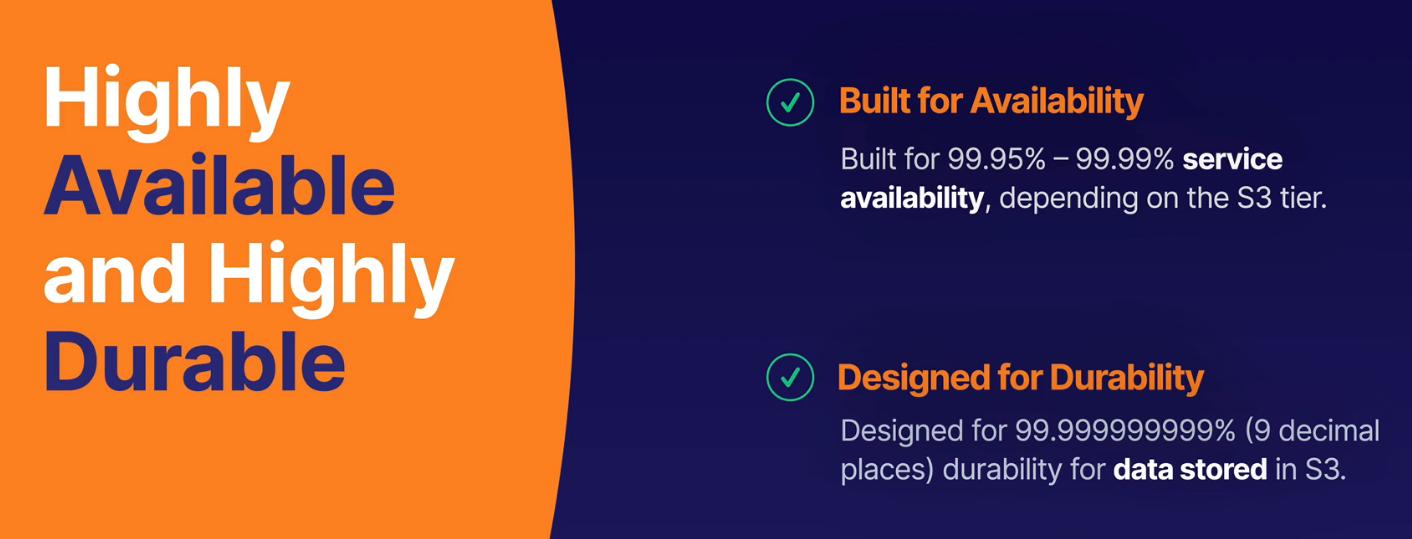 Highly
Available
and Highly
Durable
Built for Availability
Built for 99.95% – 99.99% service
availability, depending on the S3 tier.
Designed for Durability
Designed for 99.999999999% (9 decimal
places) durability for data stored in S3.